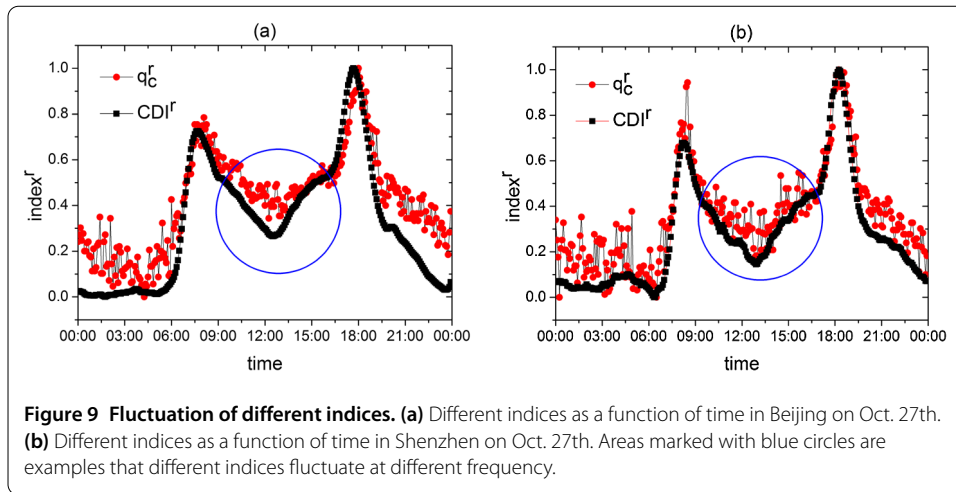 (a)
1.0
0.8
0.6
0.4
0.2
0.0
index^r
q_c^r
CDI^r
00:00 03:00 06:00 09:00 12:00 15:00 18:00 21:00 24:00
time
(b)
1.0
0.8
0.6
0.4
0.2
0.0
index^r
q_c^r
CDI^r
00:00 03:00 06:00 09:00 12:00 15:00 18:00 21:00 24:00
time
Figure 9 Fluctuation of different indices. (a) Different indices as a function of time in Beijing on Oct. 27th.
(b) Different indices as a function of time in Shenzhen on Oct. 27th. Areas marked with blue circles are
examples that different indices fluctuate at different frequency.